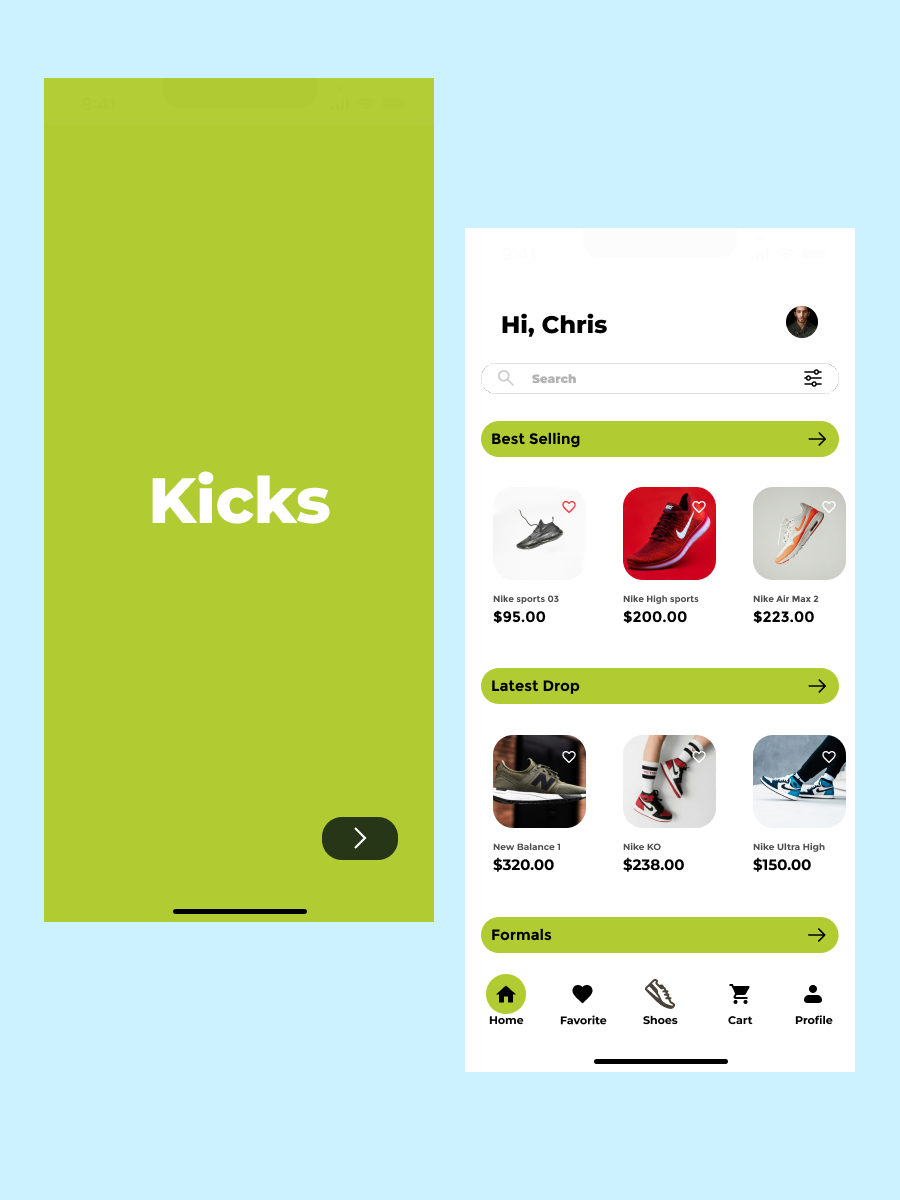 9:41
Kicks
9:41
Hi, Chris
Search
Best Selling
Nike sports 03
$95.00
Nike High sports
$200.00
Nike Air Max 2
$223.00
Latest Drop
New Balance 1
$320.00
Nike KO
$238.00
Nike Ultra High
$150.00
Formals
Home
Favorite
Shoes
Cart
Profile